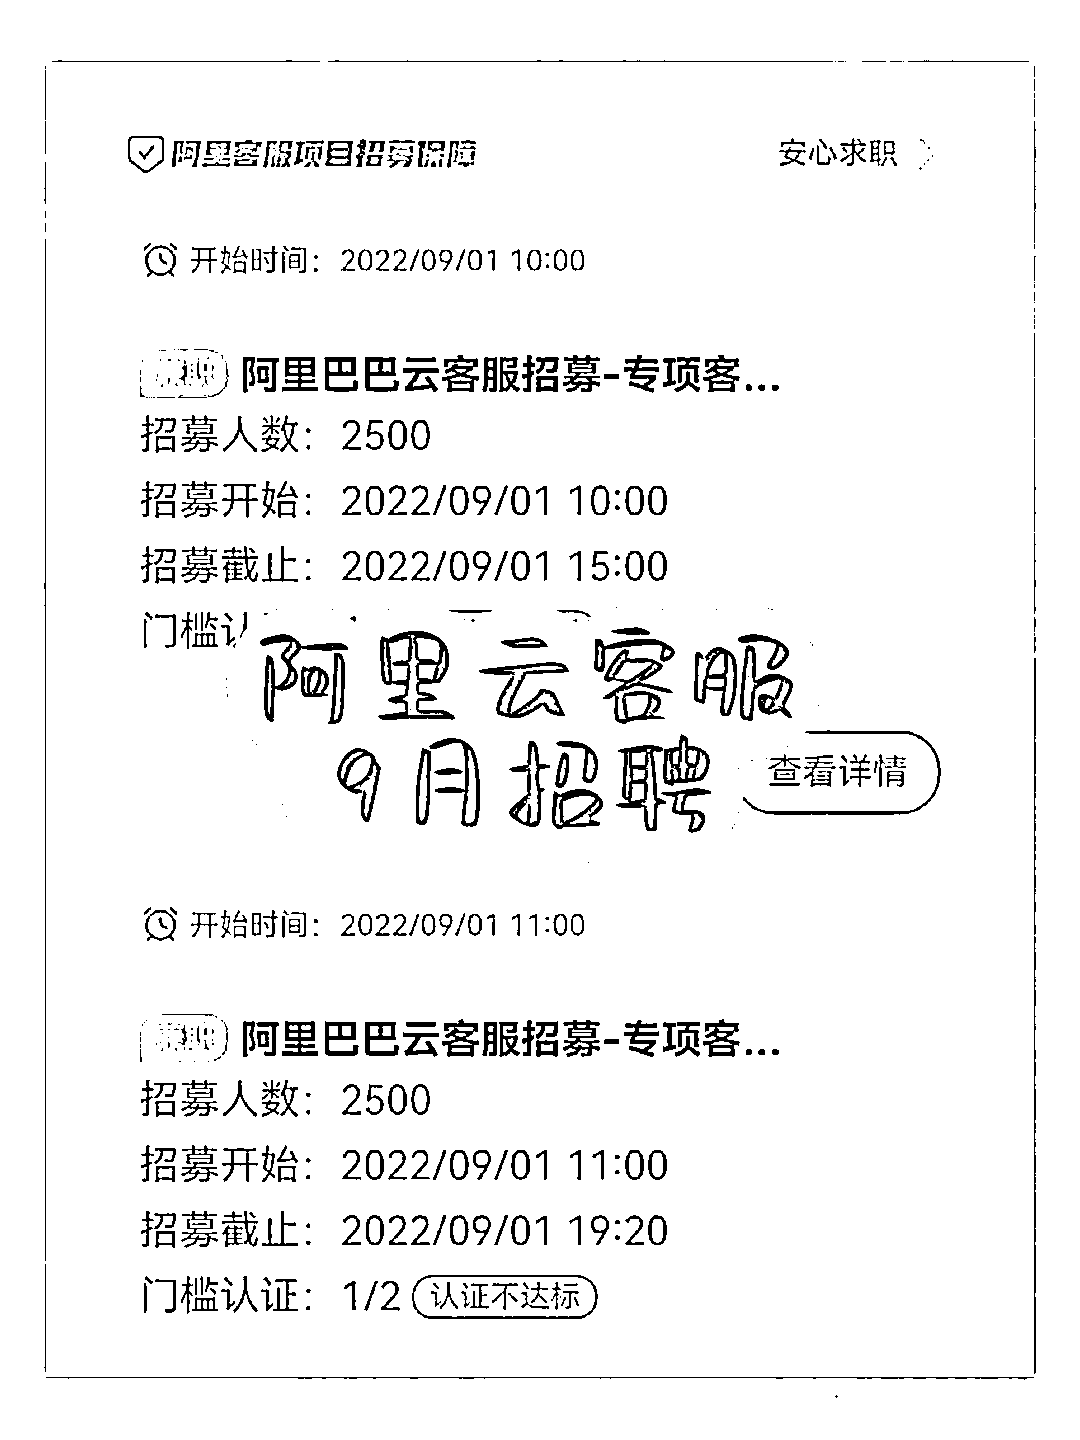 阿里客服项目招募保障 安心求职
开始时间：2022/09/01 10:00
兼职 阿里巴巴云客服招募-专项客...
招募人数：2500
招募开始：2022/09/01 10:00
招募截止：2022/09/01 15:00
门槛认
阿里云客服
9月招聘
查看详情
开始时间：2022/09/01 11:00
兼职 阿里巴巴云客服招募-专项客...
招募人数：2500
招募开始：2022/09/01 11:00
招募截止：2022/09/01 19:20
门槛认证：1/2 认证不达标